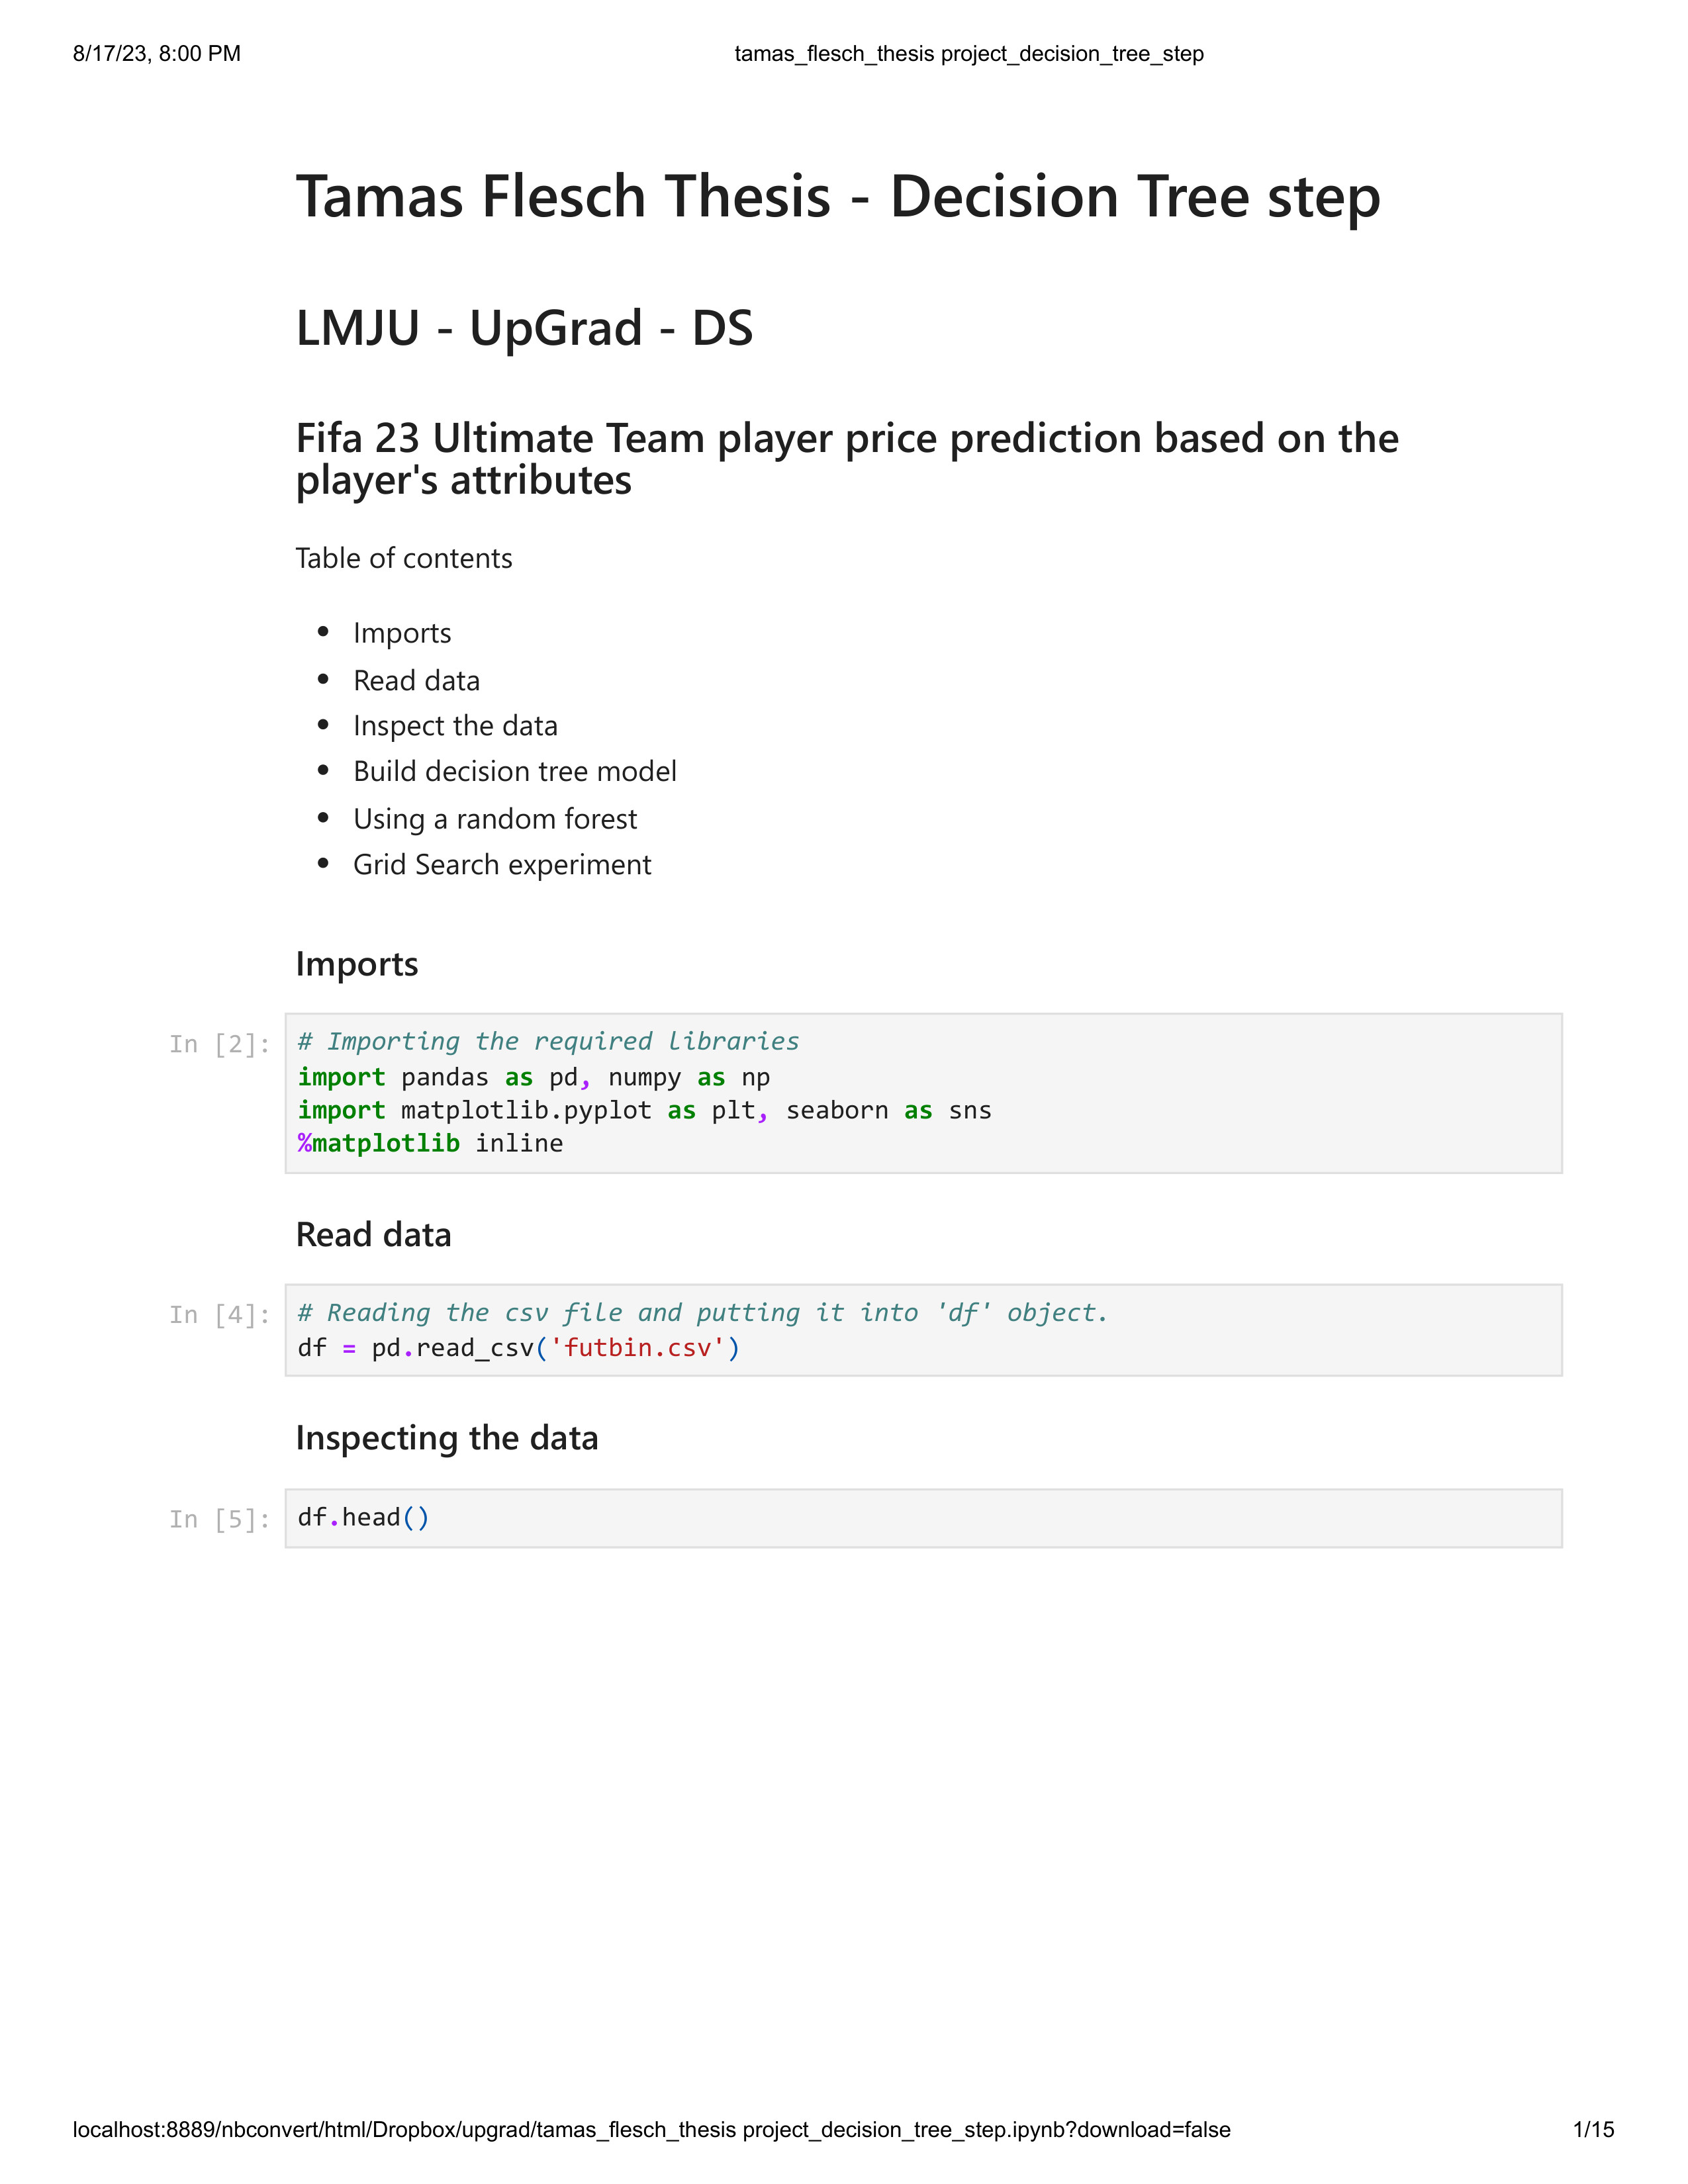 8/17/23, 8:00 PM tamas_flesch_thesis project_decision_tree_step
Tamas Flesch Thesis - Decision Tree step
LMJU - UpGrad - DS
Fifa 23 Ultimate Team player price prediction based on the
player's attributes
Table of contents
• Imports
• Read data
• Inspect the data
• Build decision tree model
• Using a random forest
• Grid Search experiment
Imports
In [2]: # Importing the required libraries
import pandas as pd, numpy as np
import matplotlib.pyplot as plt, seaborn as sns
%matplotlib inline
Read data
In [4]: # Reading the csv file and putting it into 'df' object.
df = pd.read_csv('futbin.csv')
Inspecting the data
In [5]: df.head()
localhost:8889/nbconvert/html/Dropbox/upgrad/tamas_flesch_thesis project_decision_tree_step.ipynb?download=false 1/15